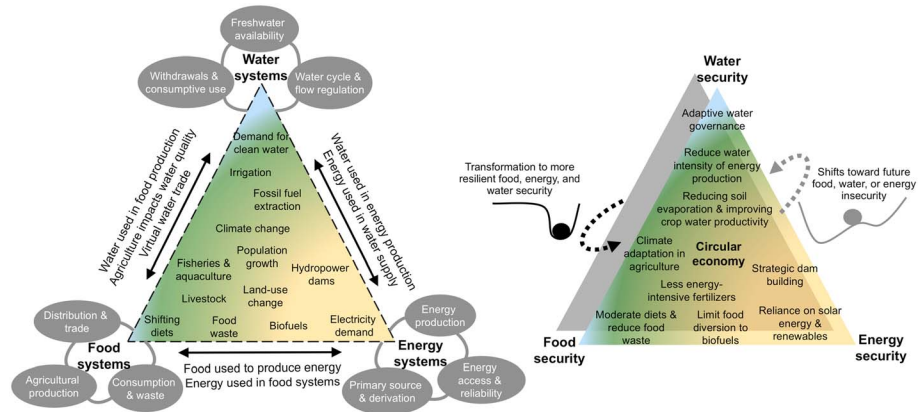 Freshwater
availability
Water
systems
Withdrawals &
consumptive use
Water cycle &
flow regulation
Water used in food production
Agriculture impacts water quality
Virtual water trade
Water used in energy production
Energy used in water supply
Demand for
clean water
Irrigation
Fossil fuel
extraction
Climate change
Population
growth
Fisheries &
aquaculture
Hydropower
dams
Livestock
Land-use
change
Shifting
diets
Food
waste
Biofuels
Electricity
demand
Distribution &
trade
Food
systems
Agricultural
production
Consumption
& waste
Food used to produce energy
Energy used in food systems
Energy
production
Energy systems
Primary source
& derivation
Energy
access &
reliability
Water
security
Adaptive water
governance
Reduce water
intensity of energy
production
Transformation to more
resilient food, energy, and
water security
Shifts toward future
food, water, or energy
insecurity
Reducing soil
evaporation & improving
crop water productivity
Climate
adaptation in
agriculture
Circular
economy
Strategic dam
building
Less energy-
intensive fertilizers
Moderate diets &
reduce food
waste
Limit food
diversion to
biofuels
Reliance on solar
energy &
renewables
Food
security
Energy
security